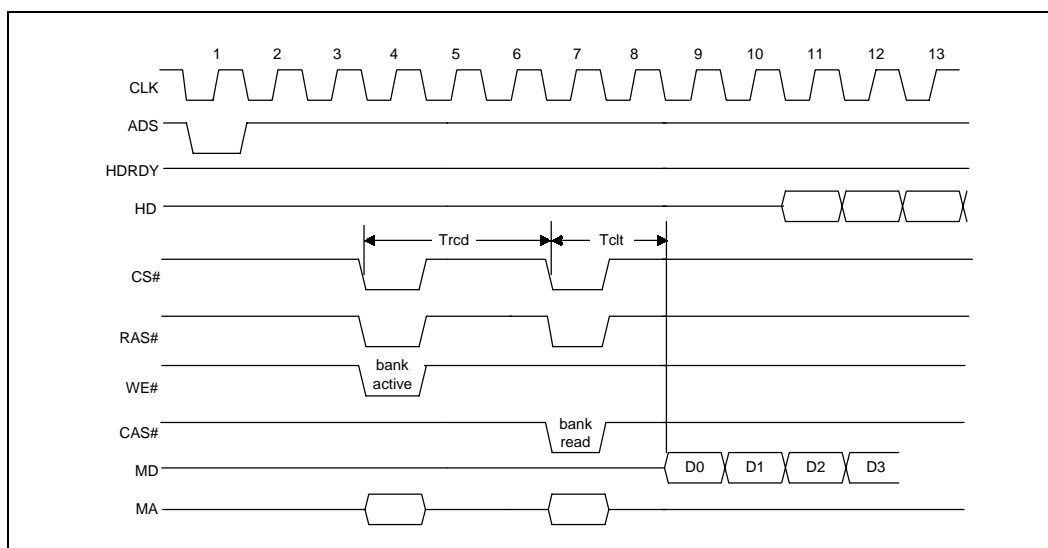 1 2 3 4 5 6 7 8 9 10 11 12 13
CLK
ADS
HDRDY
HD
Trcd Tclt
CS#
RAS#
bank
active
WE#
bank
read
CAS#
D0 D1 D2 D3
MD
MA